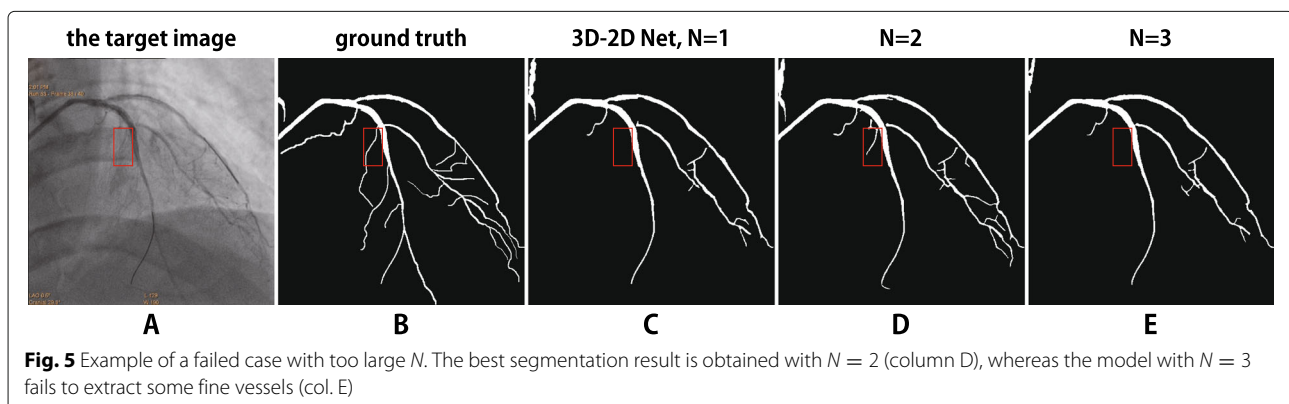 the target image ground truth 3D-2D Net, N=1 N=2 N=3
A B C D E
Fig. 5 Example of a failed case with too large N. The best segmentation result is obtained with N = 2 (column D), whereas the model with N = 3
fails to extract some fine vessels (col. E)